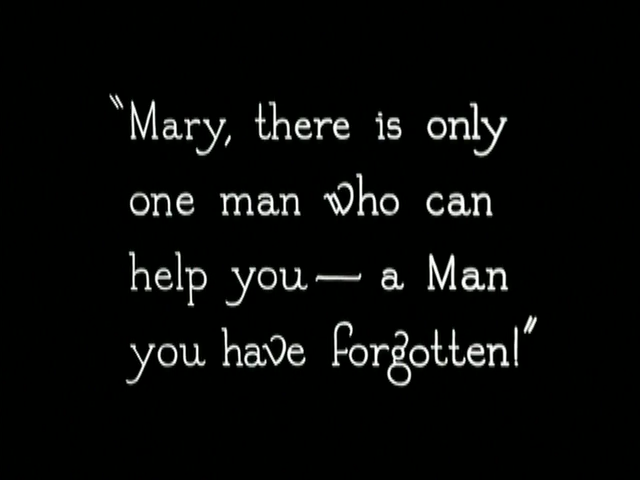 "Mary, there is only
one man who can
help you — a Man
you have forgotten!"